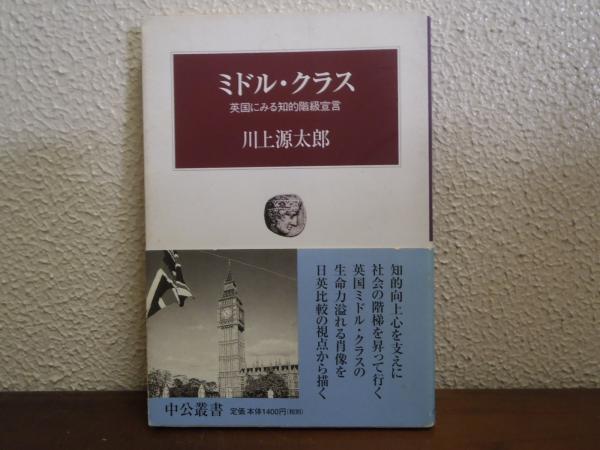 ミドル・クラス
英国にみる知的階級宣言
川上源太郎
知的向上心を支えに
社会の階梯を昇って行く
英国ミドル・クラスの
生命力溢れる肖像を
日英比較の視点から描く
中公叢書 定価 本体1400円(税別)